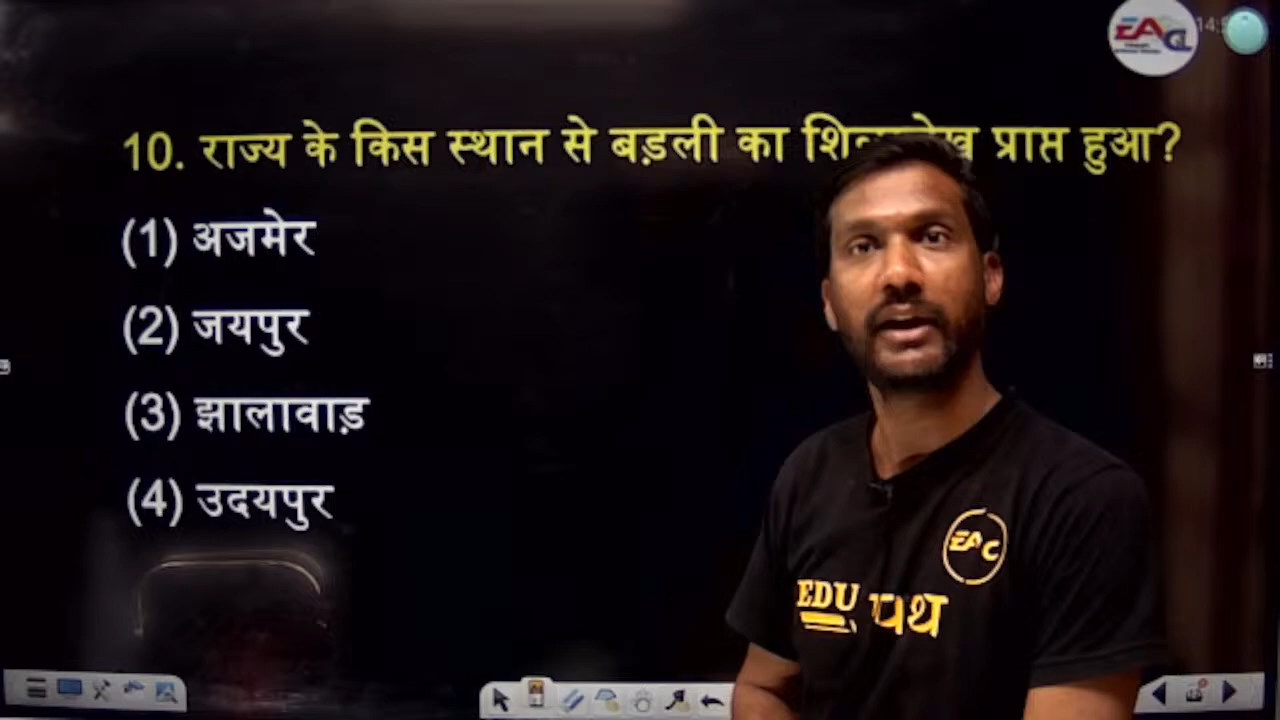 10. राज्य के किस स्थान से बड़ली का प्राप्त हुआ?
(1) अजमेर
(2) जयपुर
(3) झालावाड़
(4) उदयपुर
EAC
EDU पथ